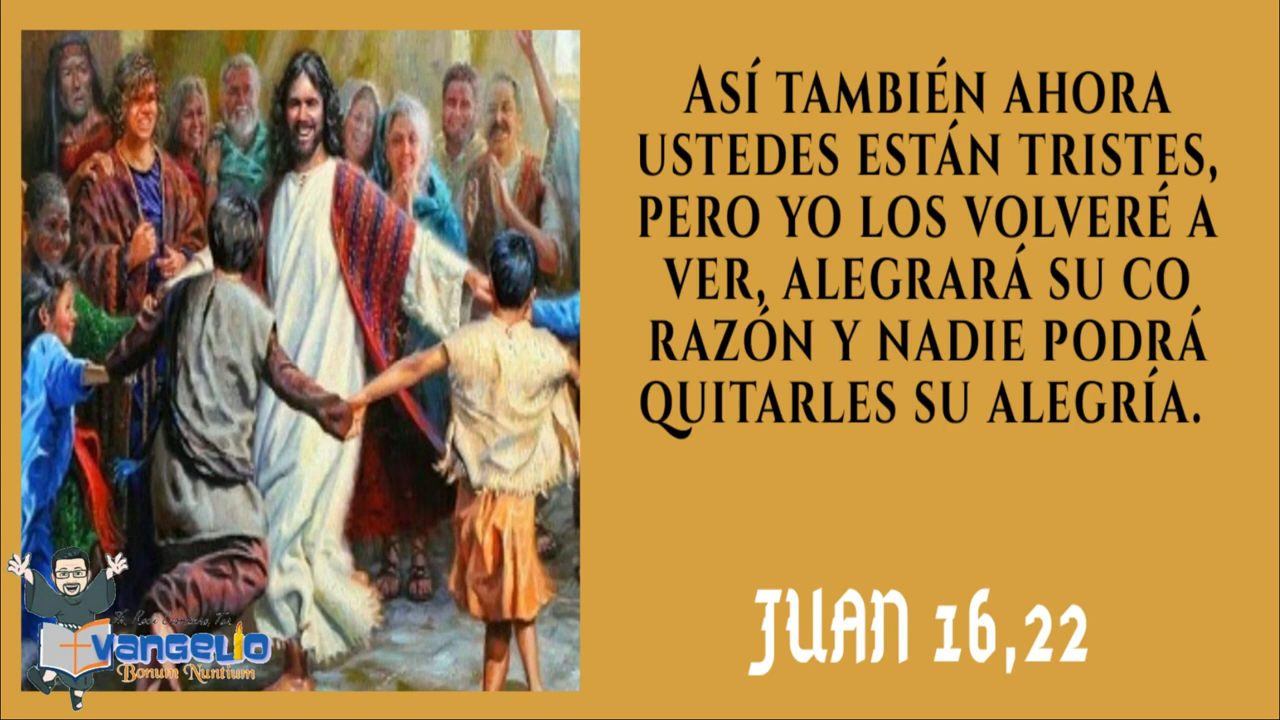 Así también ahora
ustedes están tristes,
pero yo los volveré a
ver, alegrará su co
razón y nadie podrá
quitarles su alegría.
JUAN 16,22
Vangelio
Bonum Nuntium